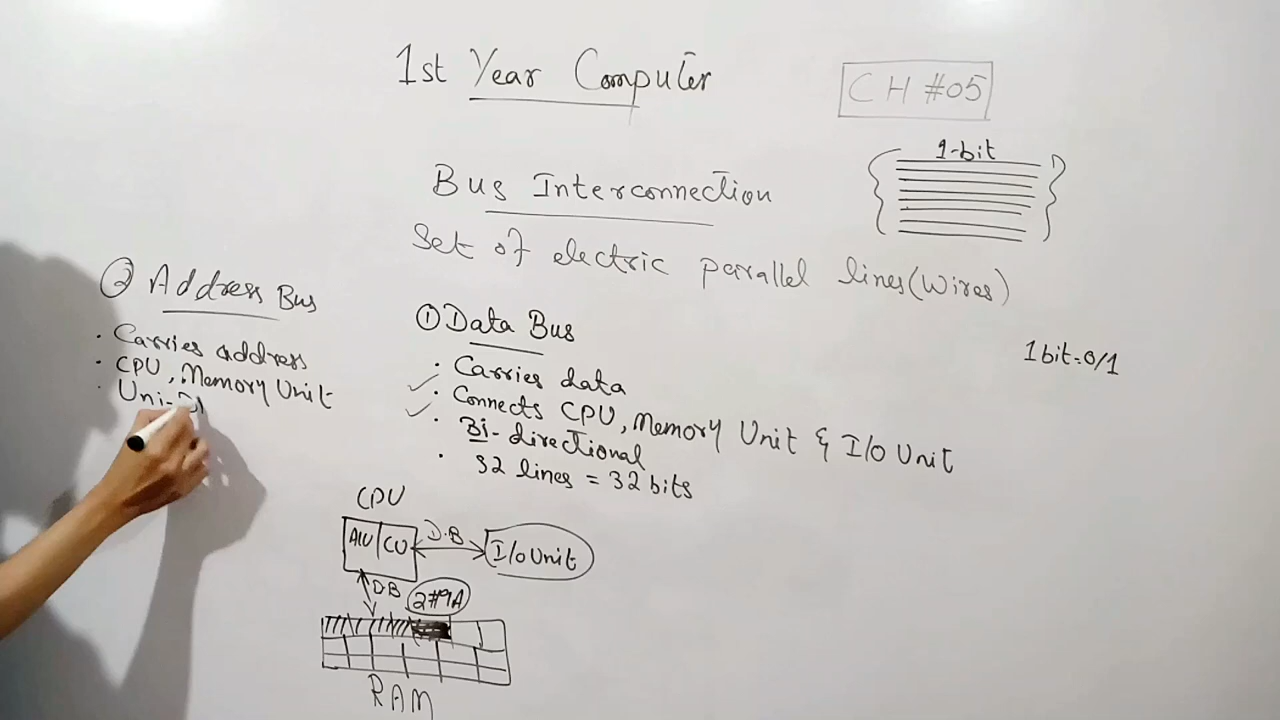 1st Year Computer
CH #05
1-bit
Bus Interconnection
Set of electric parallel lines (Wires)
② Address Bus
· Carries address
· CPU, Memory Unit
· Uni-
① Data Bus
· Carries data
· Connects CPU, Memory Unit & I/O Unit
· Bi-directional
· 32 lines = 32 bits
1bit=0/1
CPU
ALU CU
D.B
I/O Unit
DB
2#9A
RAM